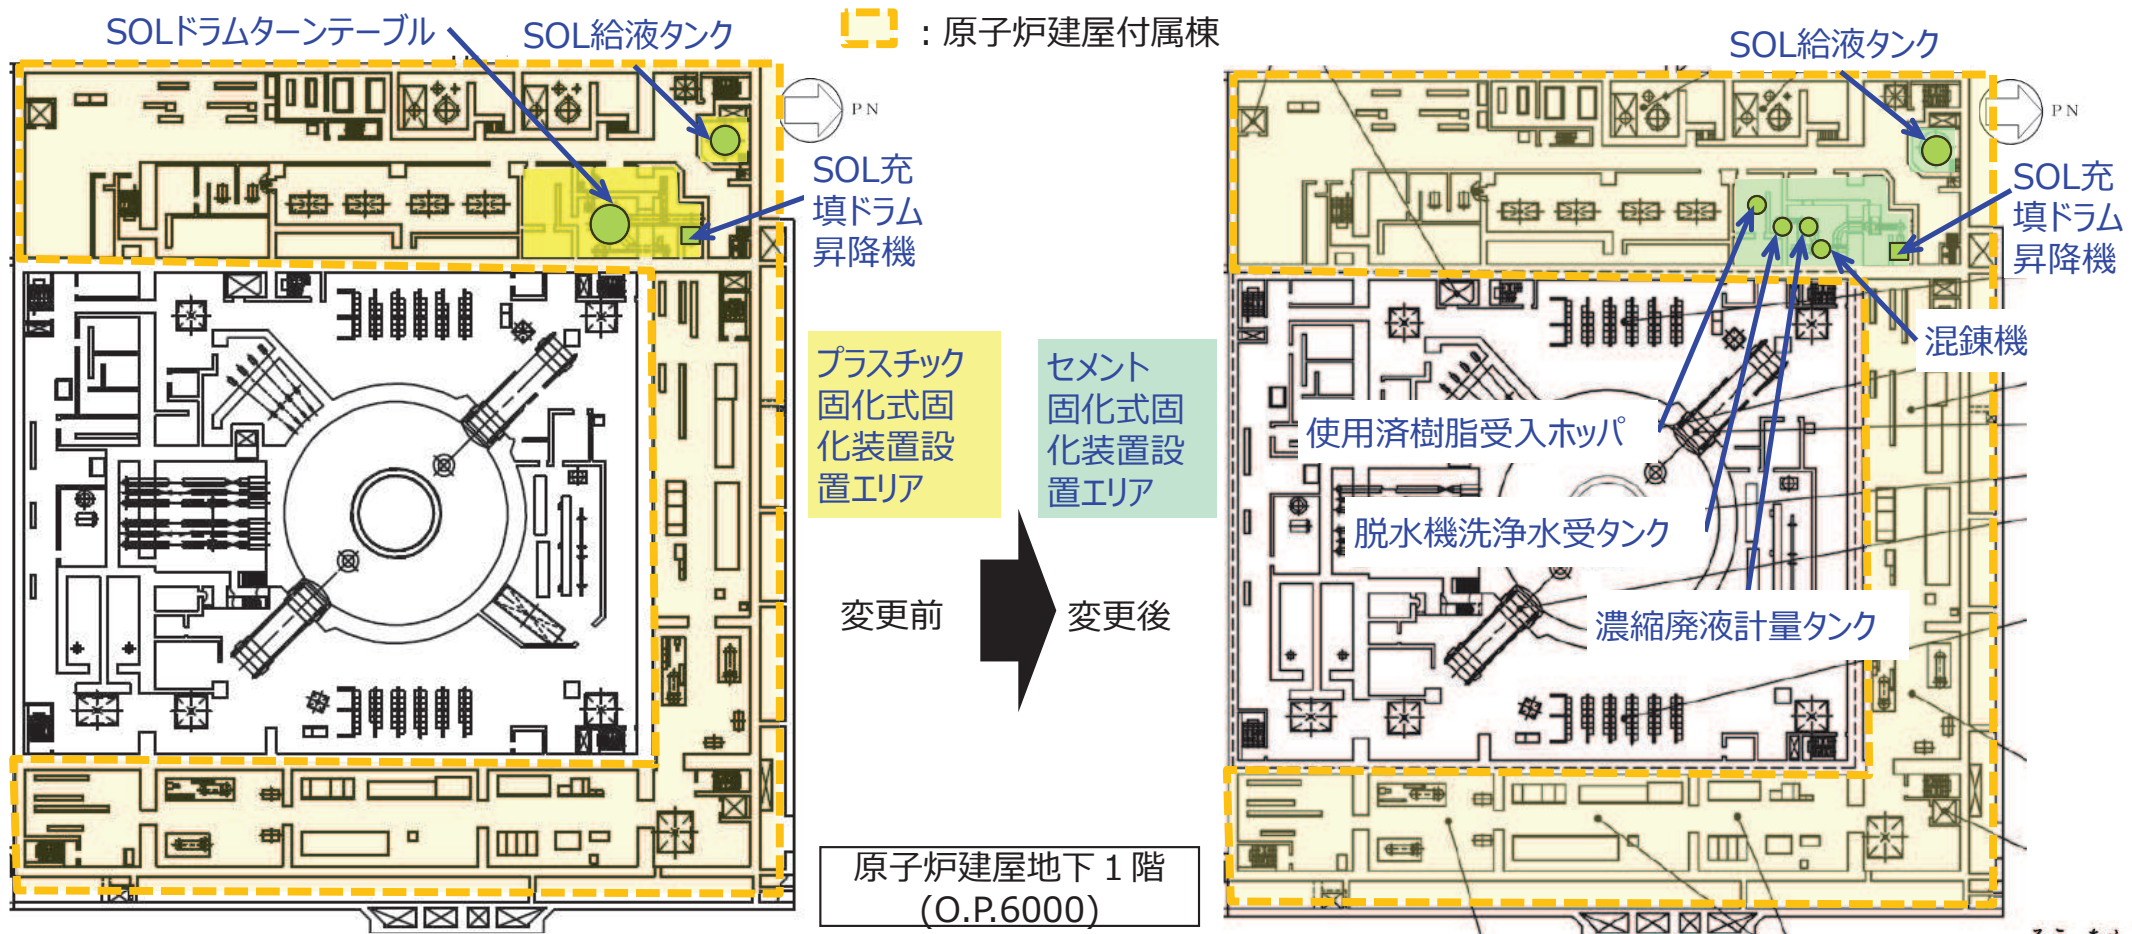 ：原子炉建屋付属棟
SOLドラムターンテーブル
SOL給液タンク
PN
SOL充
填ドラム
昇降機
プラスチック
固化式固
化装置設
置エリア
変更前
セメント
固化式固
化装置設
置エリア
変更後
SOL給液タンク
PN
SOL充
填ドラム
昇降機
混錬機
使用済樹脂受入ホッパ
脱水機洗浄水受タンク
濃縮廃液計量タンク
原子炉建屋地下１階
(O.P.6000)